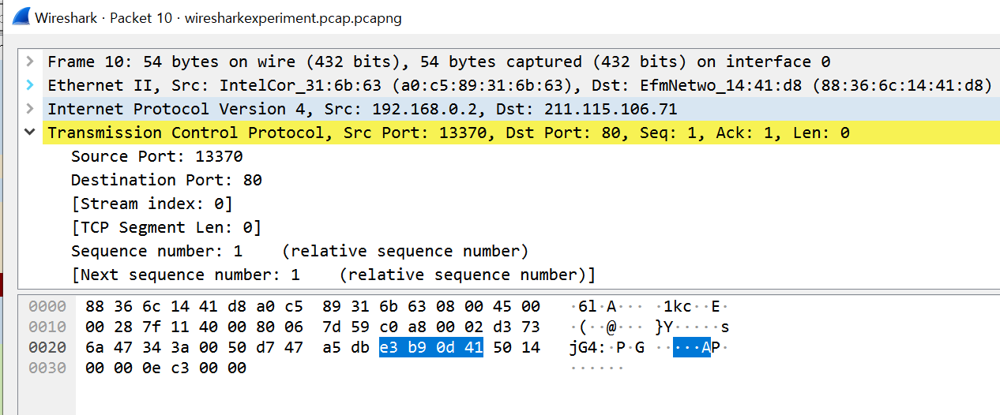 Wireshark · Packet 10 · wiresharkexperiment.pcap.pcapng
Frame 10: 54 bytes on wire (432 bits), 54 bytes captured (432 bits) on interface 0
Ethernet II, Src: IntelCor_31:6b:63 (a0:c5:89:31:6b:63), Dst: EfmNetwo_14:41:d8 (88:36:6c:14:41:d8)
Internet Protocol Version 4, Src: 192.168.0.2, Dst: 211.115.106.71
Transmission Control Protocol, Src Port: 13370, Dst Port: 80, Seq: 1, Ack: 1, Len: 0
Source Port: 13370
Destination Port: 80
[Stream index: 0]
[TCP Segment Len: 0]
Sequence number: 1    (relative sequence number)
[Next sequence number: 1    (relative sequence number)]
0000  88 36 6c 14 41 d8 a0 c5  89 31 6b 63 08 00 45 00   ·6l·A··· ·1kc··E·
0010  00 28 7f 11 40 00 80 06  7d 59 c0 a8 00 02 d3 73   ·(··@··· }Y·····s
0020  6a 47 34 3a 00 50 d7 47  a5 db e3 b9 0d 41 50 14   jG4:·P·G ·····AP·
0030  00 00 0e c3 00 00   ······